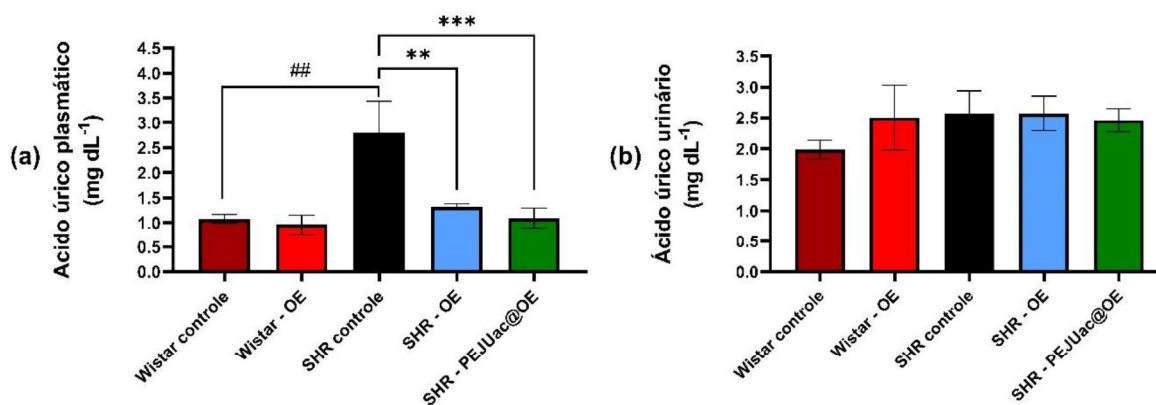 (a)
Ácido úrico plasmático
(mg dL-1)
4.5
4.0
3.5
3.0
2.5
2.0
1.5
1.0
0.5
0.0
##
**
***
Wistar controle
Wistar - OE
SHR controle
SHR - OE
SHR - PEJUac@OE
(b)
Ácido úrico urinário
(mg dL-1)
3.5
3.0
2.5
2.0
1.5
1.0
0.5
0.0
Wistar controle
Wistar - OE
SHR controle
SHR - OE
SHR - PEJUac@OE